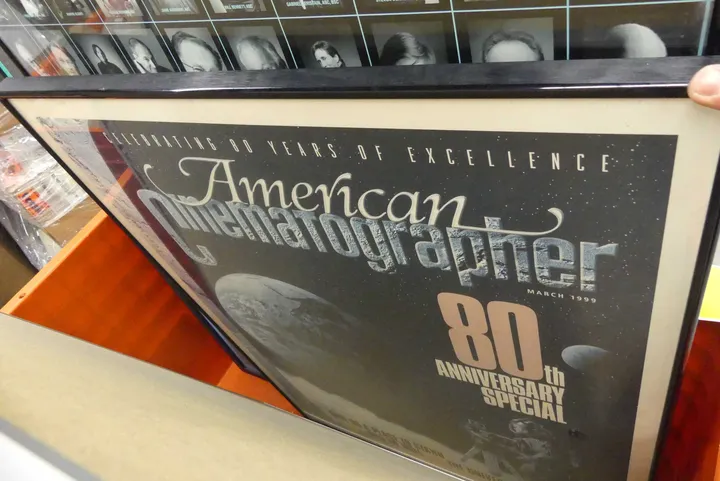 CELEBRATING 80 YEARS OF EXCELLENCE
American
Cinematographer
MARCH 1999
80th
ANNIVERSARY
SPECIAL